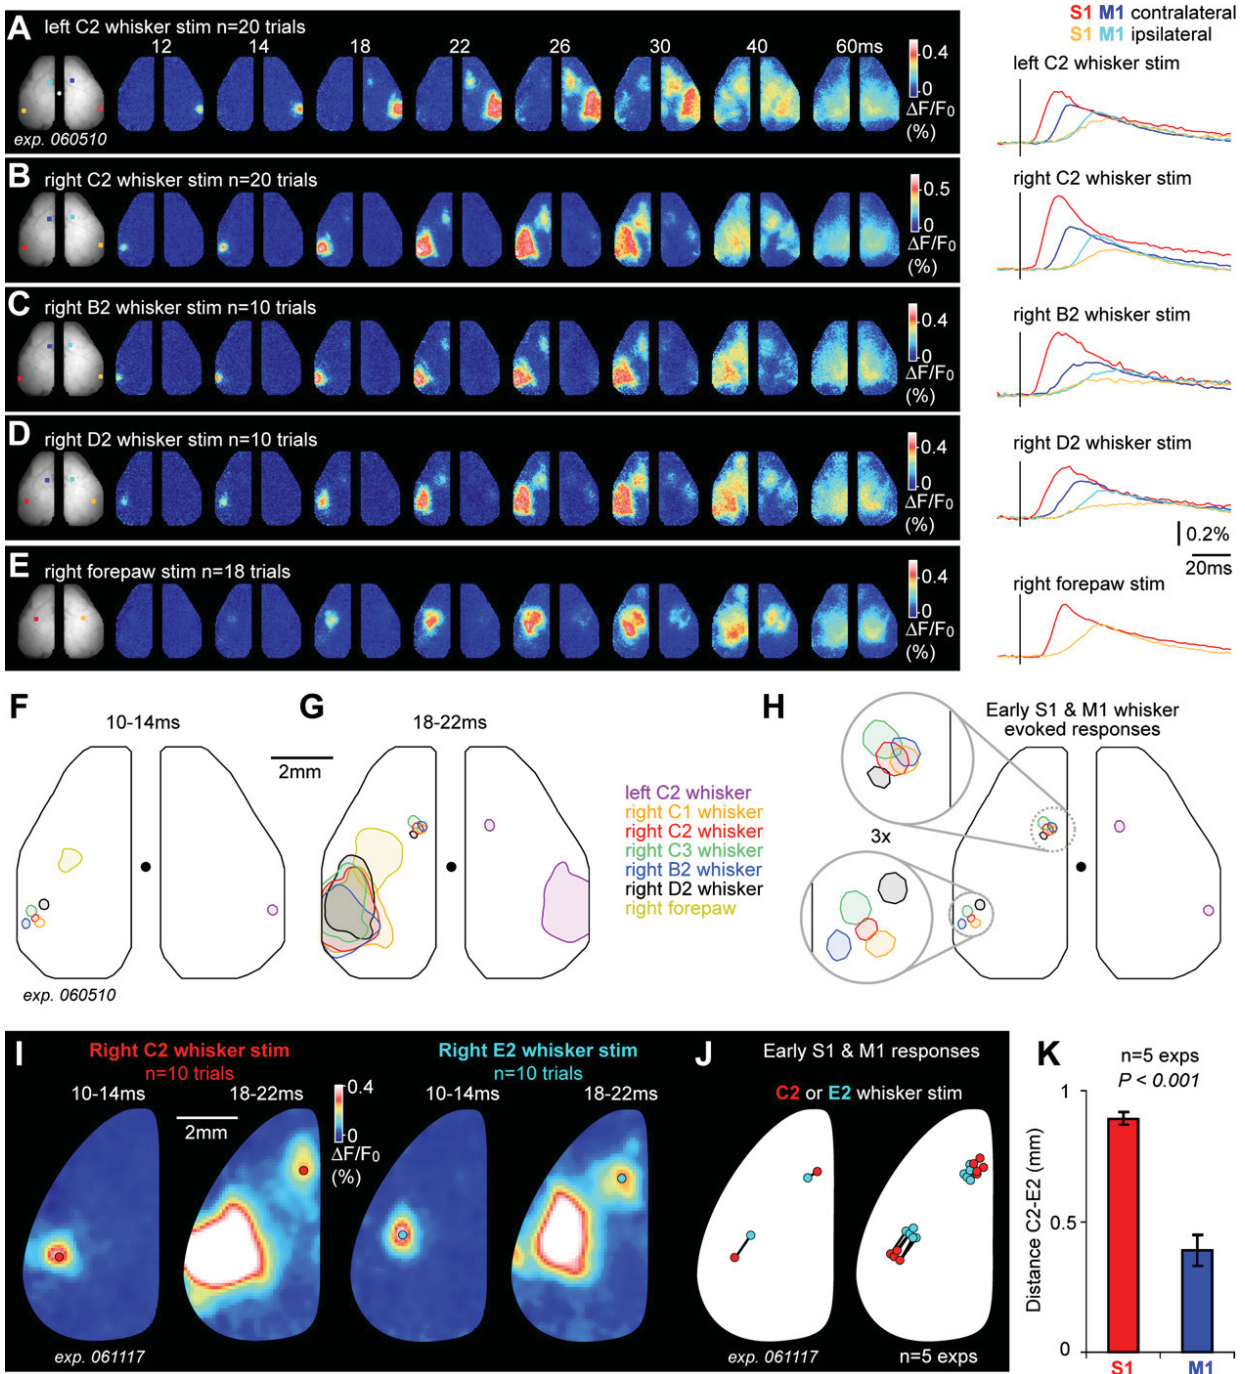 S1 M1 contralateral
S1 M1 ipsilateral
A left C2 whisker stim n=20 trials
12 14 18 22 26 30 40 60ms
0.4
0
ΔF/F0
(%)
exp. 060510
left C2 whisker stim
B right C2 whisker stim n=20 trials
0.5
0
ΔF/F0
(%)
right C2 whisker stim
C right B2 whisker stim n=10 trials
0.4
0
ΔF/F0
(%)
right B2 whisker stim
D right D2 whisker stim n=10 trials
0.4
0
ΔF/F0
(%)
right D2 whisker stim
0.2%
20ms
E right forepaw stim n=18 trials
0.4
0
ΔF/F0
(%)
right forepaw stim
F
10-14ms
exp. 060510
2mm
G
18-22ms
left C2 whisker
right C1 whisker
right C2 whisker
right C3 whisker
right B2 whisker
right D2 whisker
right forepaw
H
Early S1 & M1 whisker
evoked responses
3x
I
Right C2 whisker stim
n=10 trials
10-14ms
18-22ms
2mm
0.4
0
ΔF/F0
(%)
Right E2 whisker stim
n=10 trials
10-14ms
18-22ms
exp. 061117
J
Early S1 & M1 responses
C2 or E2 whisker stim
exp. 061117
n=5 exps
K
n=5 exps
P < 0.001
Distance C2-E2 (mm)
1
0.5
0
S1 M1